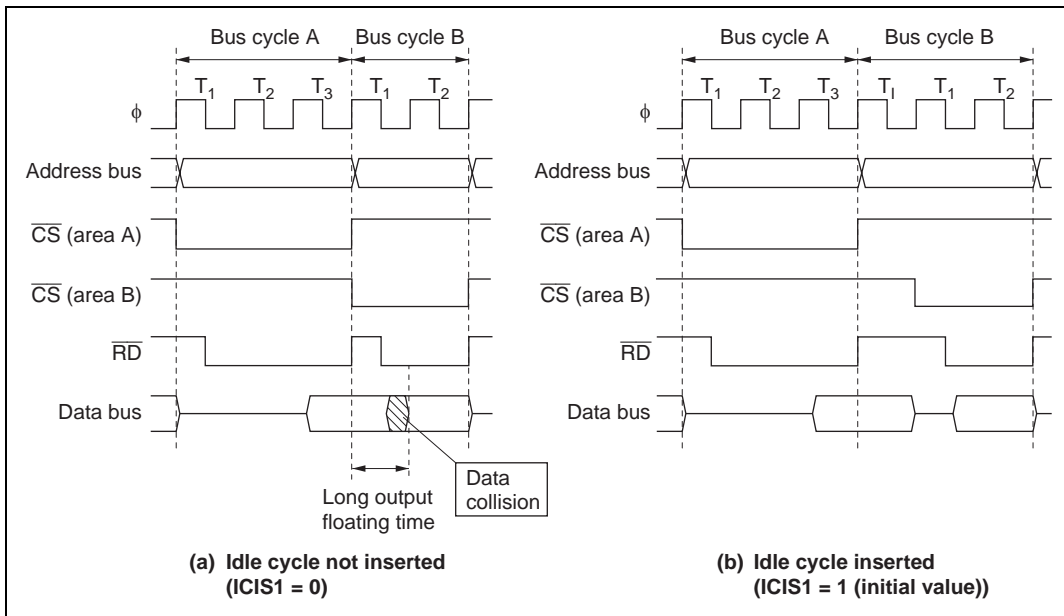 Bus cycle A
Bus cycle B
T1 T2 T3 T1 T2
φ
Address bus
CS (area A)
CS (area B)
RD
Data bus
Long output
floating time
Data
collision
(a) Idle cycle not inserted
(ICIS1 = 0)
Bus cycle A
Bus cycle B
T1 T2 T3 TI T1 T2
φ
Address bus
CS (area A)
CS (area B)
RD
Data bus
(b) Idle cycle inserted
(ICIS1 = 1 (initial value))